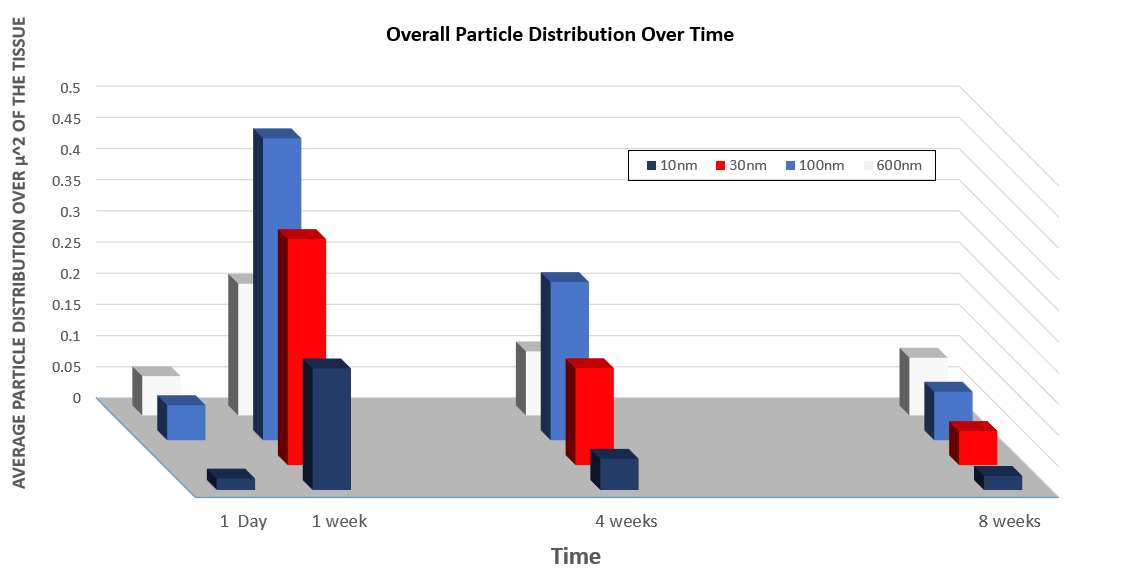 Overall Particle Distribution Over Time
AVERAGE PARTICLE DISTRIBUTION OVER µ^2 OF THE TISSUE
0.5
0.45
0.4
0.35
0.3
0.25
0.2
0.15
0.1
0.05
0
10nm 30nm 100nm 600nm
1 Day 1 week 4 weeks 8 weeks
Time